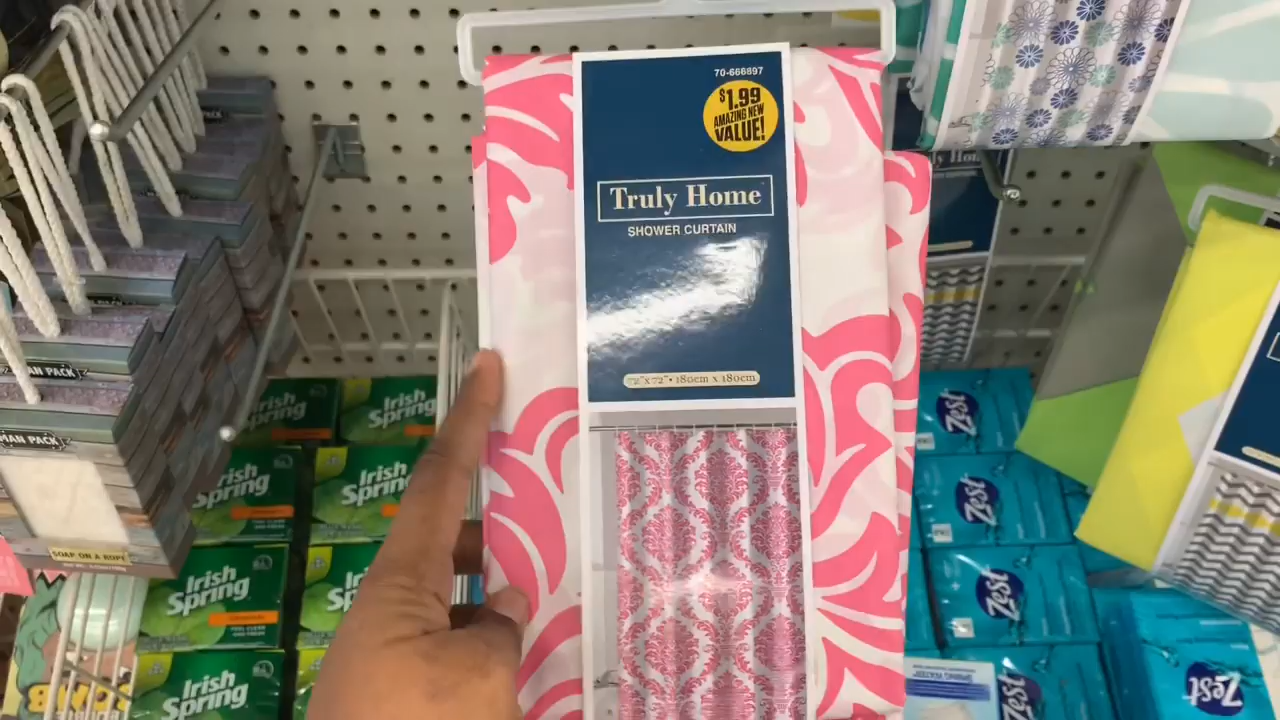 70-666897
$1.99
AMAZING NEW
VALUE!
Truly Home
SHOWER CURTAIN
72"x 72" • 180cm x 180cm
MAN PACK
MAN PACK
SOAP ON A ROPE
Irish
Spring
Irish
Spring
Irish
Spring
Irish
Spring
Irish
Spring
Irish
Spring
Zest
Zest
Zest
Zest
Zest